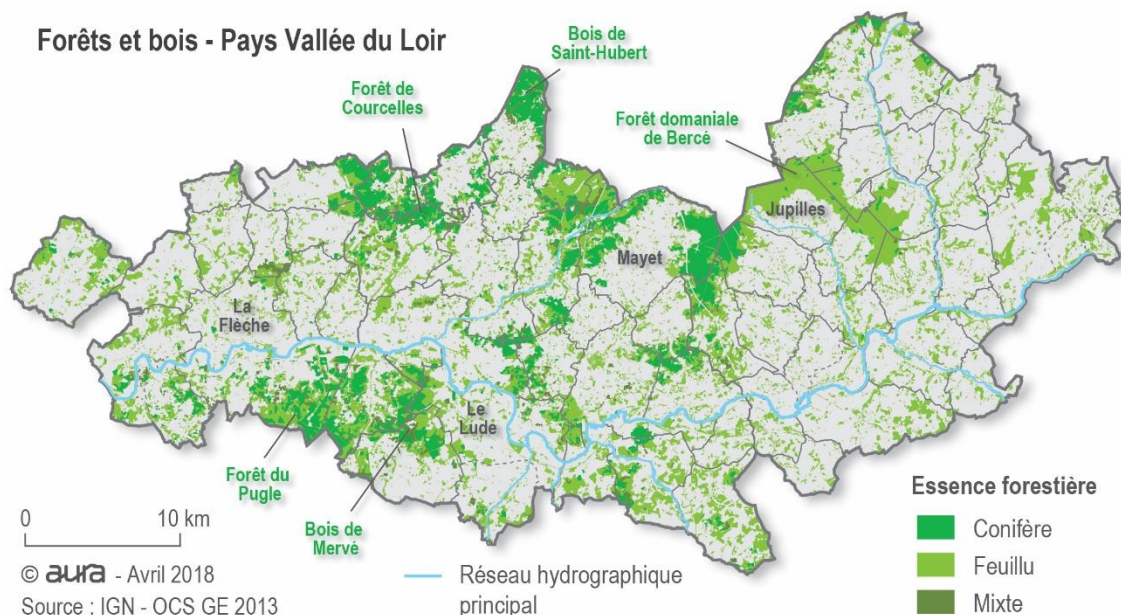 Forêts et bois - Pays Vallée du Loir
Bois de
Saint-Hubert
Forêt de
Courcelles
Forêt domaniale
de Bercé
Jupilles
Mayet
La
Flèche
Le
Lude
Forêt du
Pugle
Bois de
Mervé
0 10 km
© aura - Avril 2018
Source : IGN - OCS GE 2013
Réseau hydrographique
principal
Essence forestière
Conifère
Feuillu
Mixte